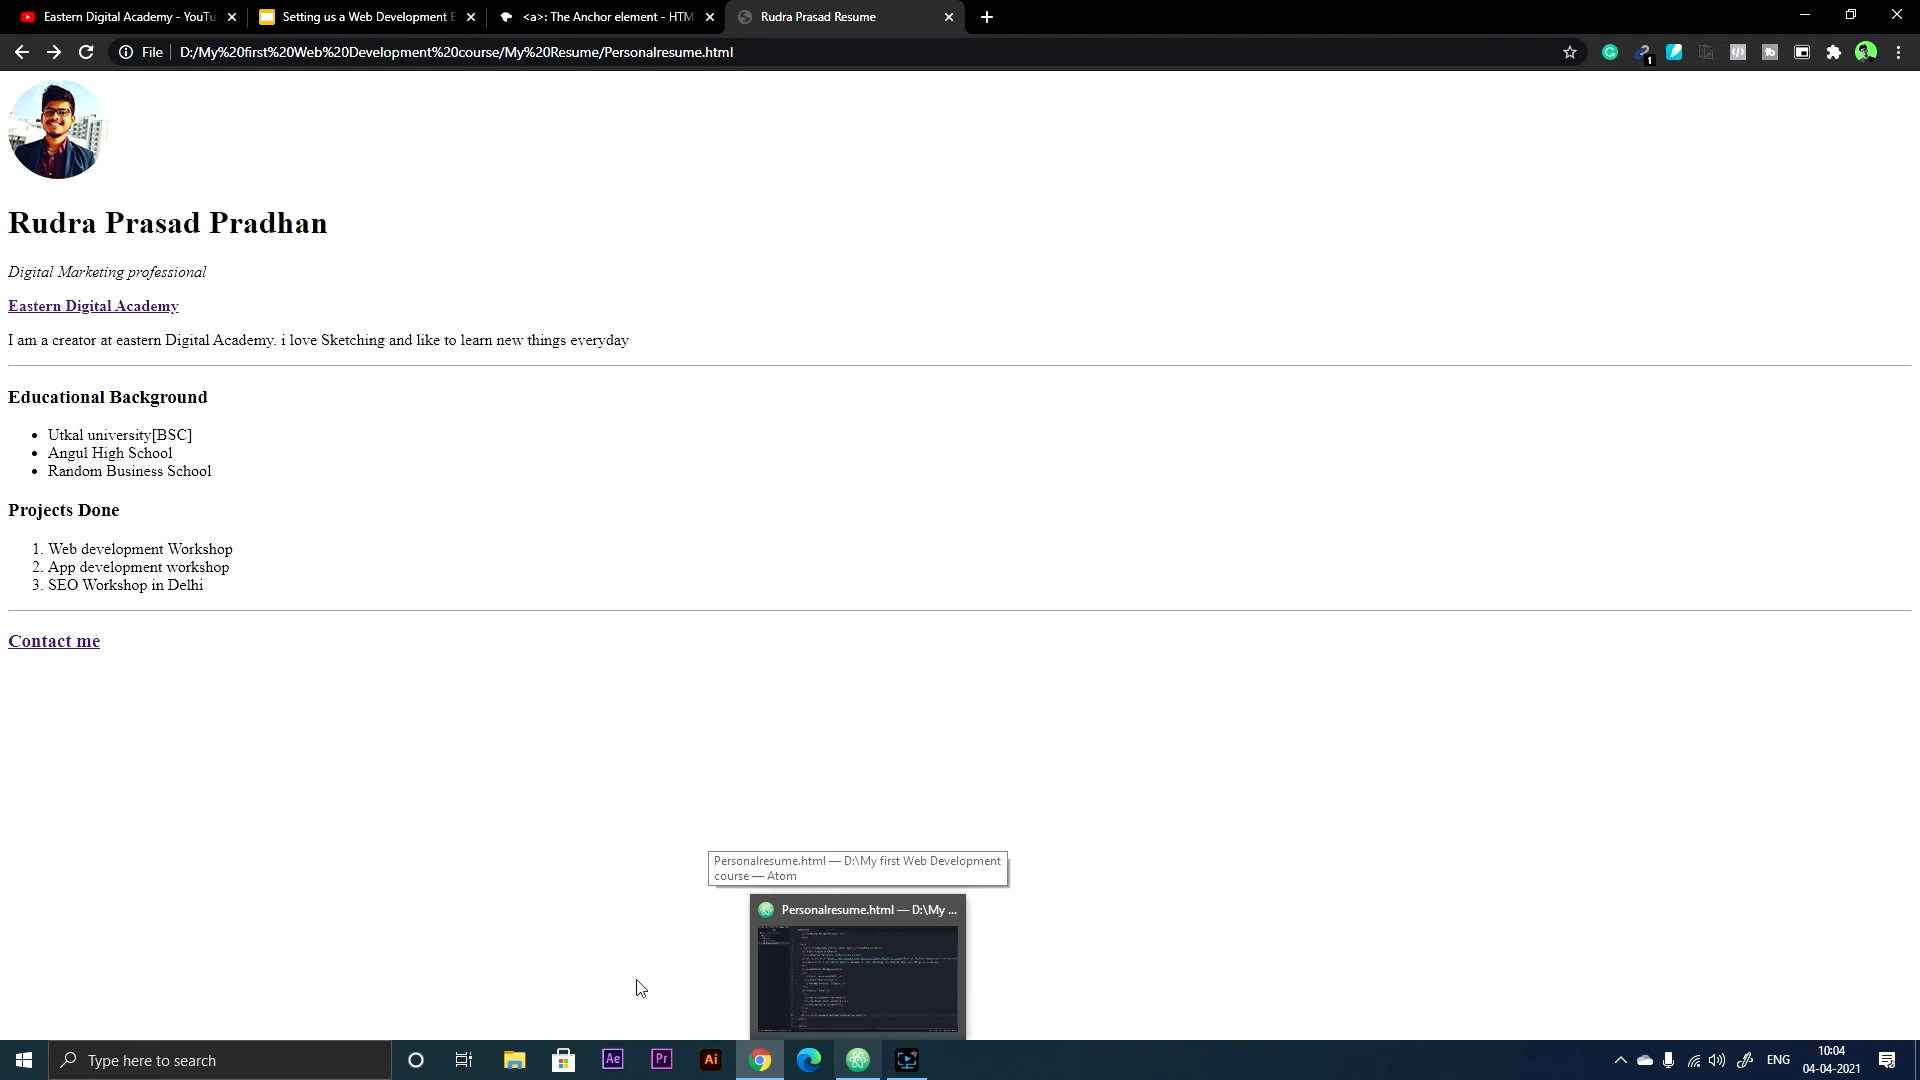 Eastern Digital Academy - YouTu
Setting us a Web Development E
<a>: The Anchor element - HTM
Rudra Prasad Resume
File
D:/My%20first%20Web%20Development%20course/My%20Resume/Personalresume.html
1
Rudra Prasad Pradhan
Digital Marketing professional
Eastern Digital Academy
I am a creator at eastern Digital Academy. i love Sketching and like to learn new things everyday
Educational Background
• Utkal university[BSC]
• Angul High School
• Random Business School
Projects Done
1. Web development Workshop
2. App development workshop
3. SEO Workshop in Delhi
Contact me
Personalresume.html — D:\My first Web Development
course — Atom
Personalresume.html — D:\My ...
Type here to search
Ae
Pr
Ai
ENG
10:04
04-04-2021